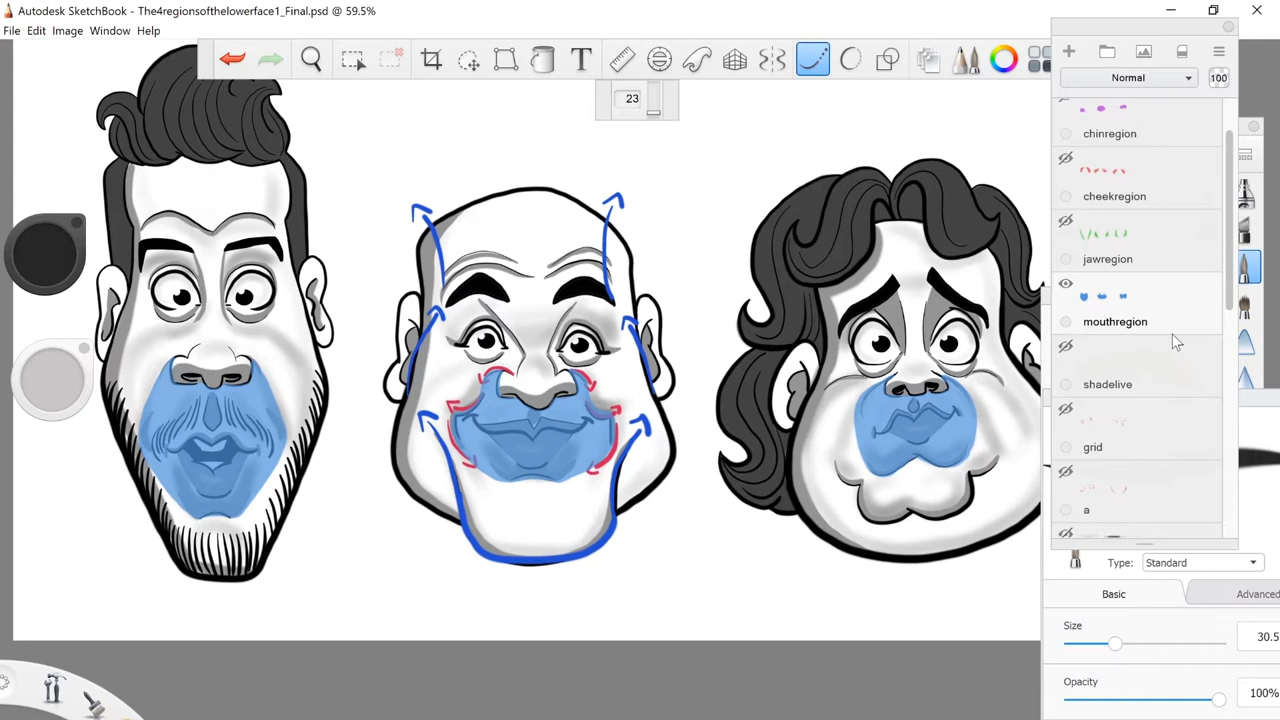 Autodesk SketchBook - The4regionsofthelowerface1_Final.psd @ 59.5%
File Edit Image Window Help
T
23
Normal 100
chinregion
cheekregion
jawregion
mouthregion
shadelive
grid
a
Type: Standard
Basic Advanced
Size
30.5
Opacity
100%